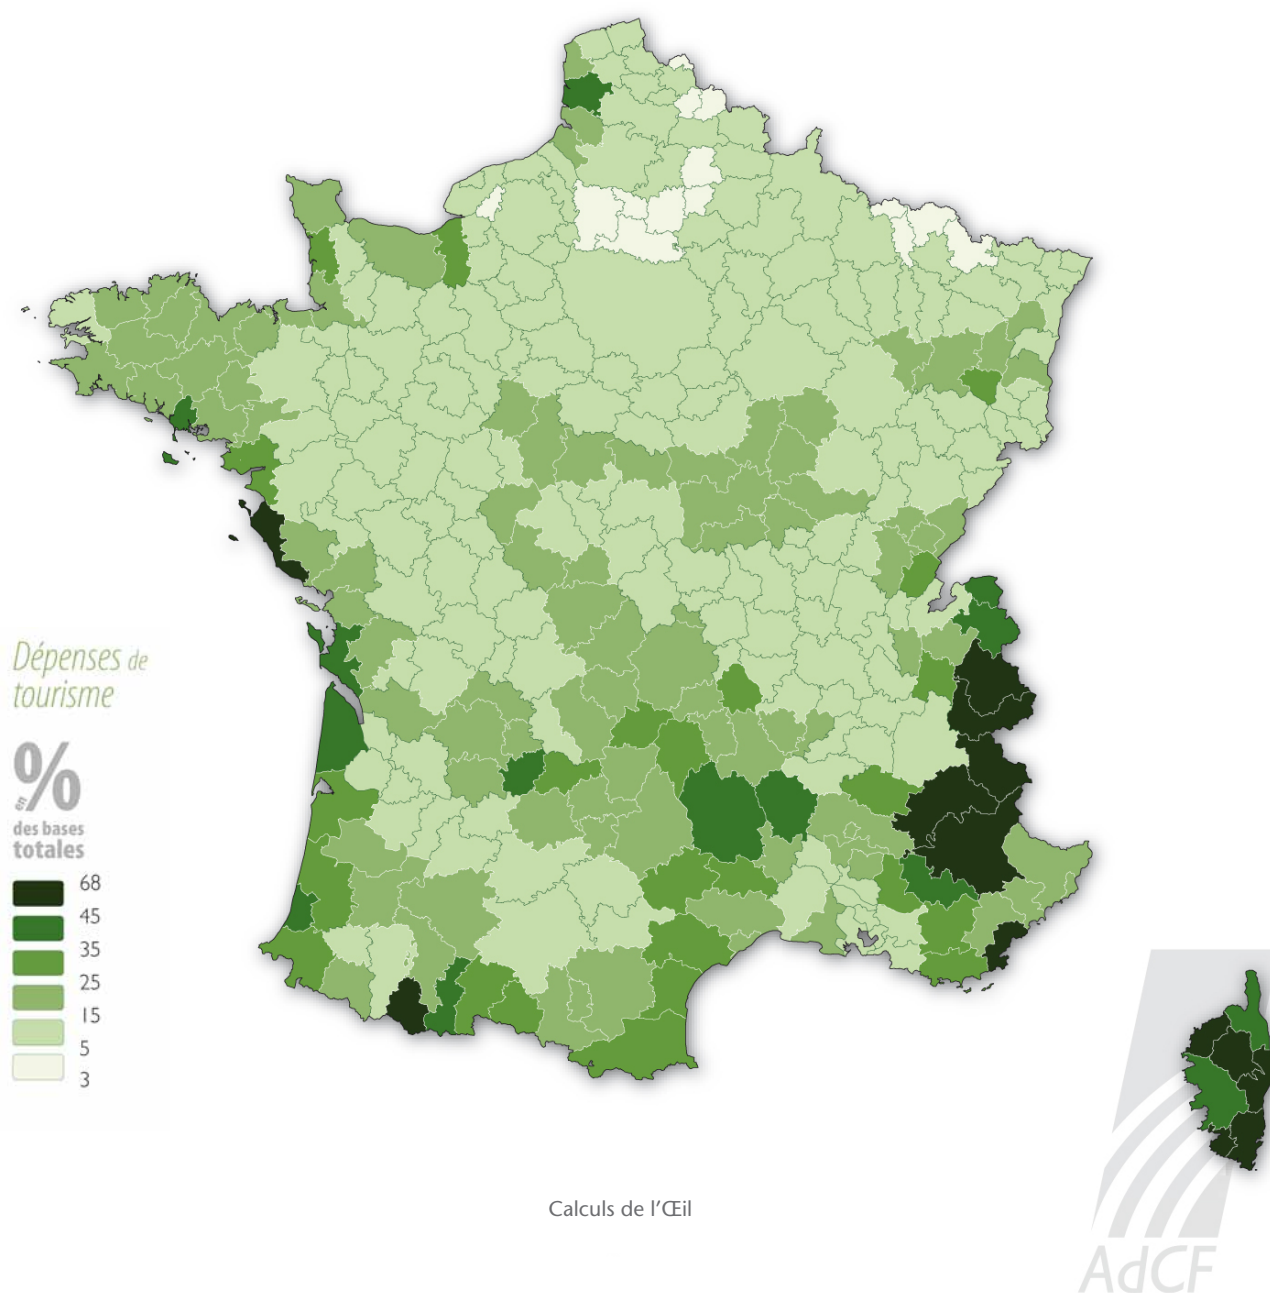 Dépenses de
tourisme
%
en
des bases
totales
68
45
35
25
15
5
3
Calculs de l'Œil
AdCF